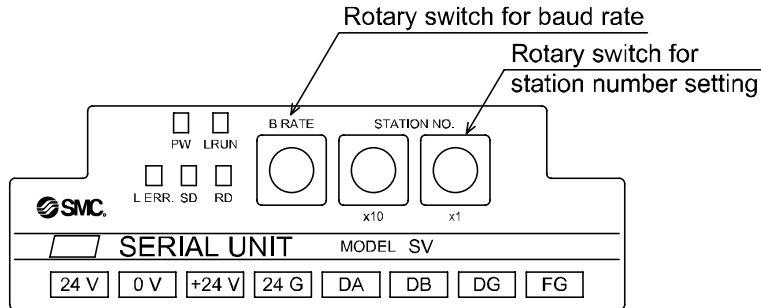 Rotary switch for baud rate
Rotary switch for
station number setting
B RATE
STATION NO.
PW LRUN
L ERR. SD RD
x10 x1
SMC.
SERIAL UNIT MODEL SV
24 V 0 V +24 V 24 G DA DB DG FG